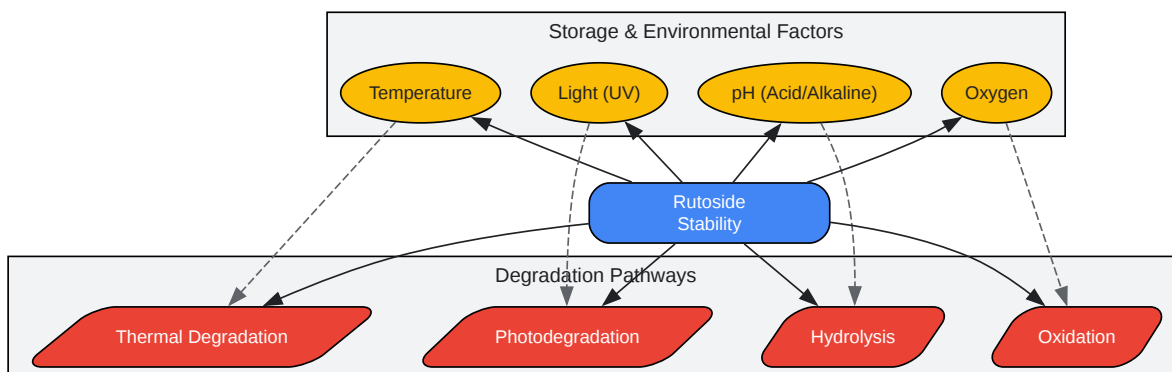 Storage & Environmental Factors
Temperature
Light (UV)
pH (Acid/Alkaline)
Oxygen
Rutoside
Stability
Degradation Pathways
Thermal Degradation
Photodegradation
Hydrolysis
Oxidation